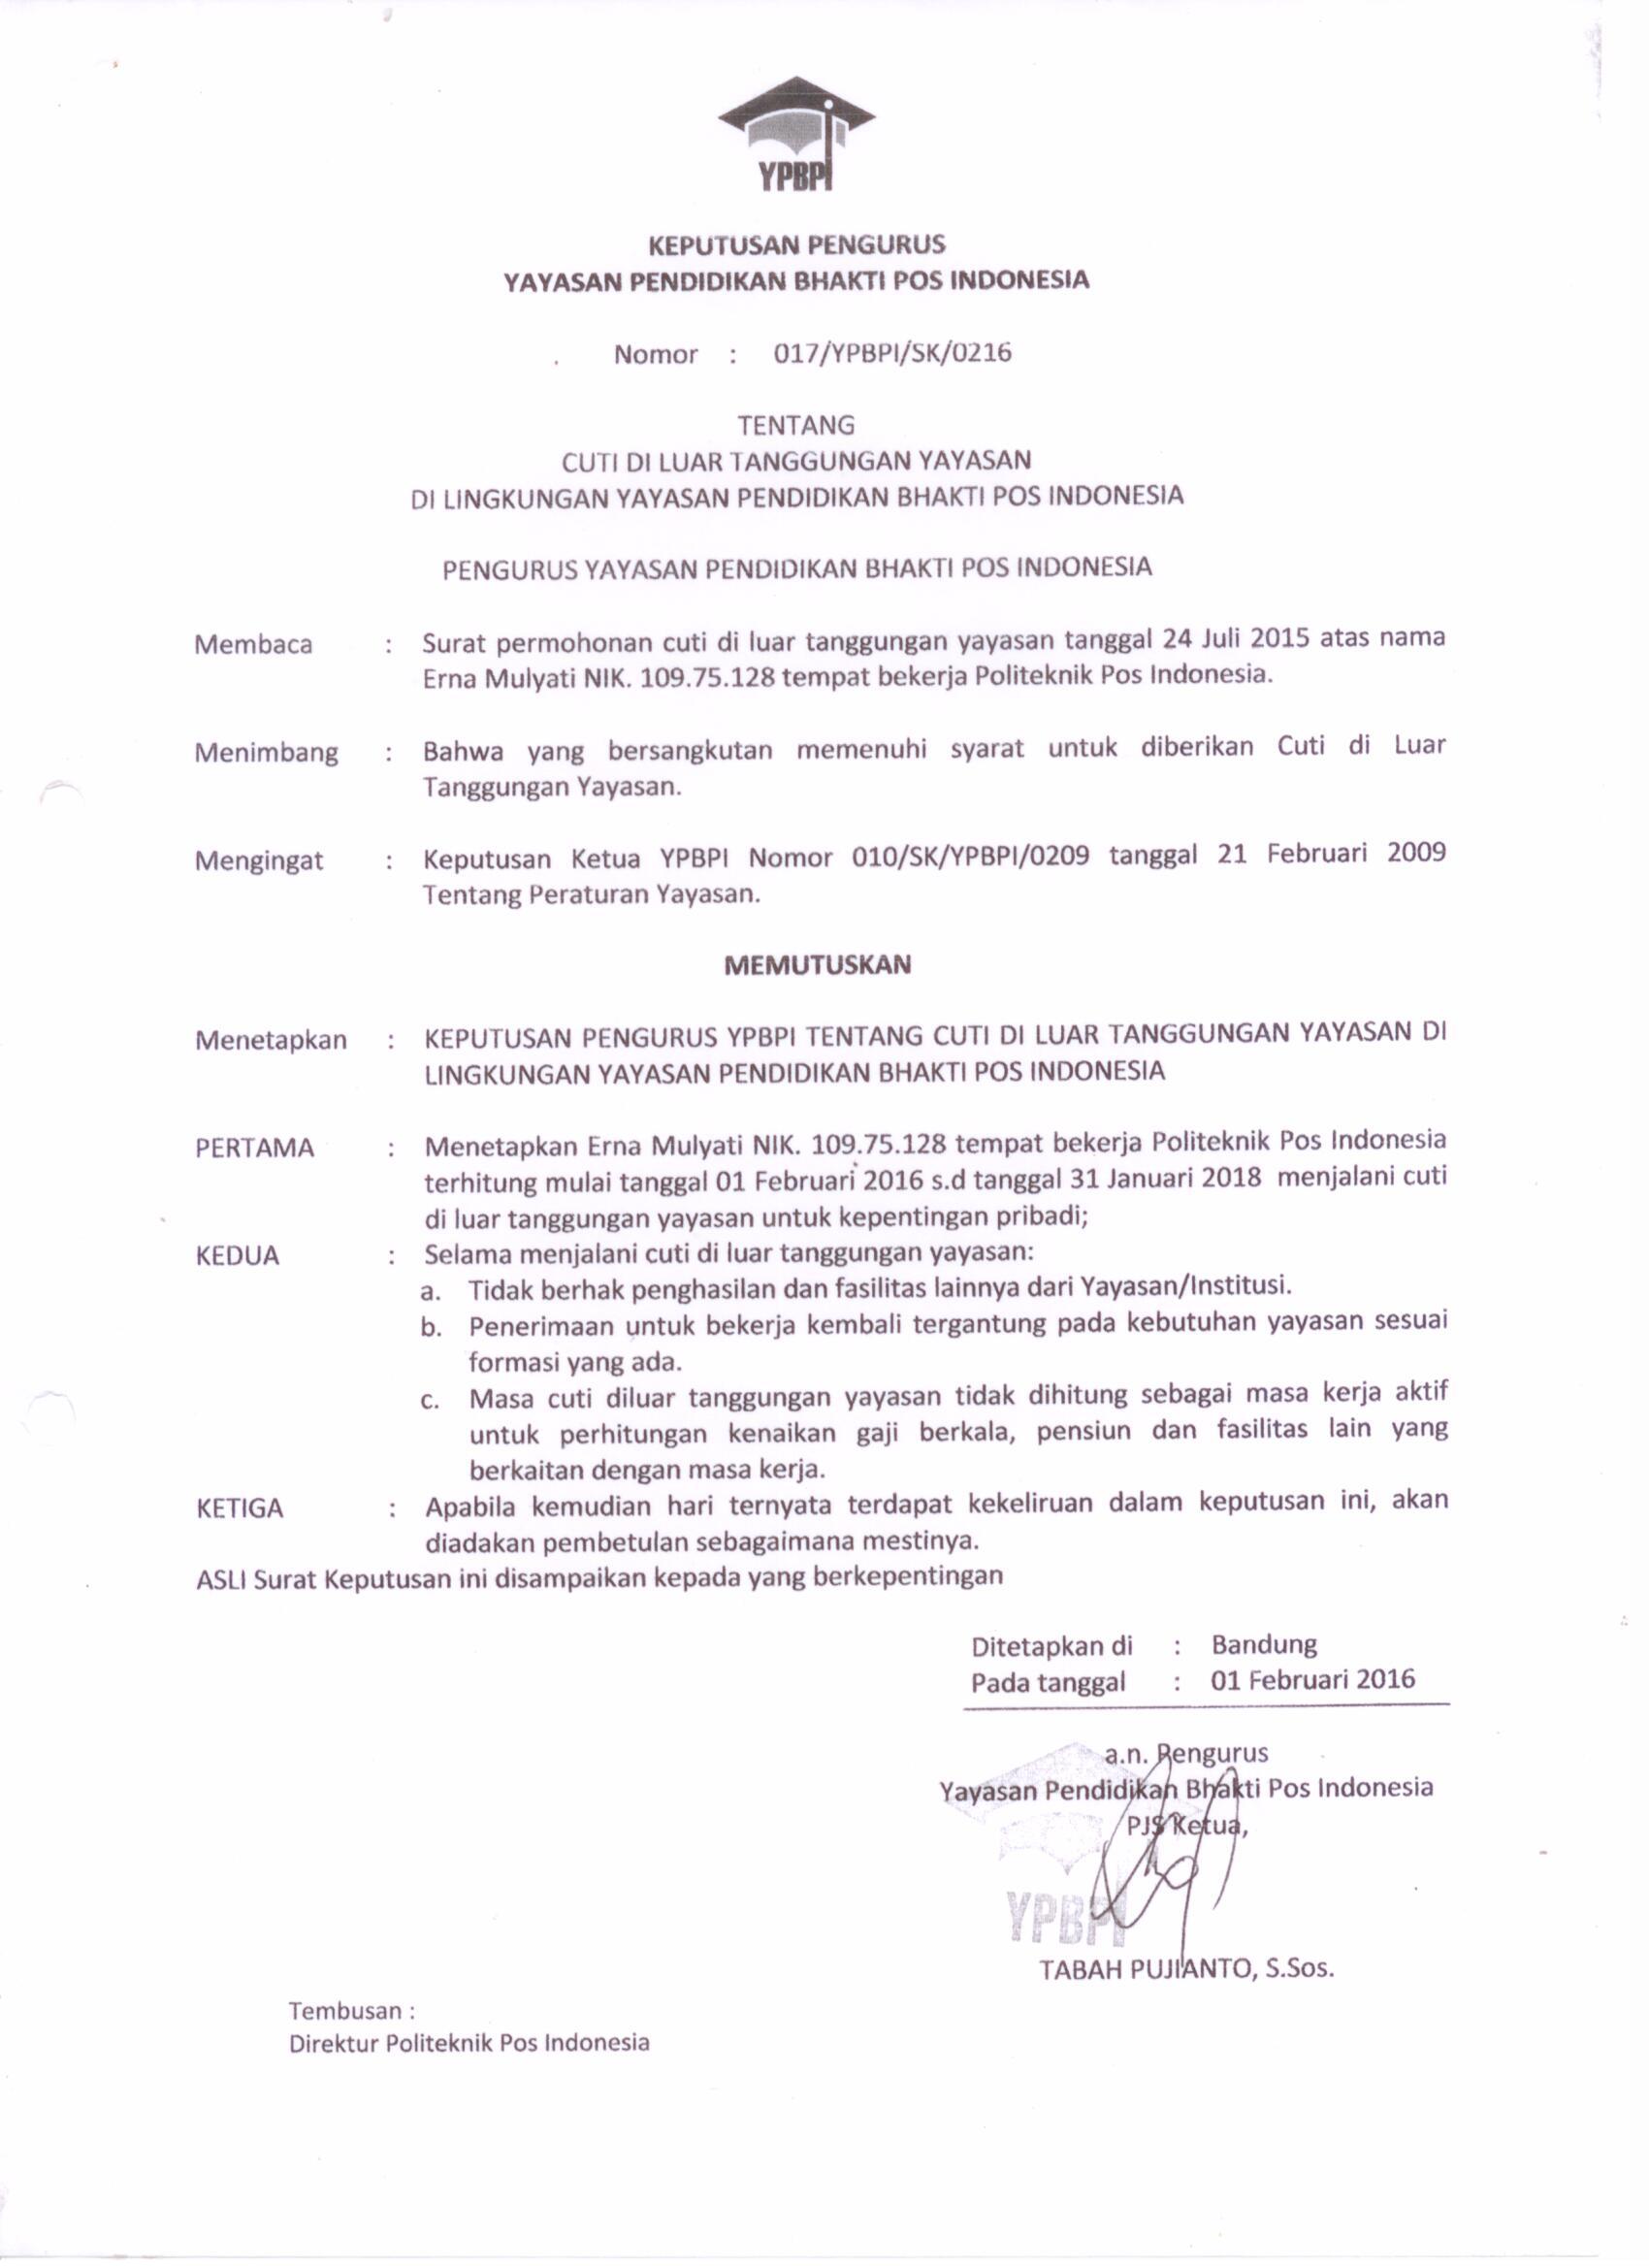 YPBPI
KEPUTUSAN PENGURUS
YAYASAN PENDIDIKAN BHAKTI POS INDONESIA
Nomor : 017/YPBPI/SK/0216
TENTANG
CUTI DI LUAR TANGGUNGAN YAYASAN
DI LINGKUNGAN YAYASAN PENDIDIKAN BHAKTI POS INDONESIA
PENGURUS YAYASAN PENDIDIKAN BHAKTI POS INDONESIA
Membaca : Surat permohonan cuti di luar tanggungan yayasan tanggal 24 Juli 2015 atas nama
Erna Mulyati NIK. 109.75.128 tempat bekerja Politeknik Pos Indonesia.
Menimbang : Bahwa yang bersangkutan memenuhi syarat untuk diberikan Cuti di Luar
Tanggungan Yayasan.
Mengingat : Keputusan Ketua YPBPI Nomor 010/SK/YPBPI/0209 tanggal 21 Februari 2009
Tentang Peraturan Yayasan.
MEMUTUSKAN
Menetapkan : KEPUTUSAN PENGURUS YPBPI TENTANG CUTI DI LUAR TANGGUNGAN YAYASAN DI
LINGKUNGAN YAYASAN PENDIDIKAN BHAKTI POS INDONESIA
PERTAMA : Menetapkan Erna Mulyati NIK. 109.75.128 tempat bekerja Politeknik Pos Indonesia
terhitung mulai tanggal 01 Februari 2016 s.d tanggal 31 Januari 2018 menjalani cuti
di luar tanggungan yayasan untuk kepentingan pribadi;
KEDUA : Selama menjalani cuti di luar tanggungan yayasan:
a. Tidak berhak penghasilan dan fasilitas lainnya dari Yayasan/Institusi.
b. Penerimaan untuk bekerja kembali tergantung pada kebutuhan yayasan sesuai
formasi yang ada.
c. Masa cuti diluar tanggungan yayasan tidak dihitung sebagai masa kerja aktif
untuk perhitungan kenaikan gaji berkala, pensiun dan fasilitas lain yang
berkaitan dengan masa kerja.
KETIGA : Apabila kemudian hari ternyata terdapat kekeliruan dalam keputusan ini, akan
diadakan pembetulan sebagaimana mestinya.
ASLI Surat Keputusan ini disampaikan kepada yang berkepentingan
Ditetapkan di : Bandung
Pada tanggal : 01 Februari 2016
a.n. Pengurus
Yayasan Pendidikan Bhakti Pos Indonesia
PJS Ketua,
YPBPI
TABAH PUJIANTO, S.Sos.
Tembusan :
Direktur Politeknik Pos Indonesia